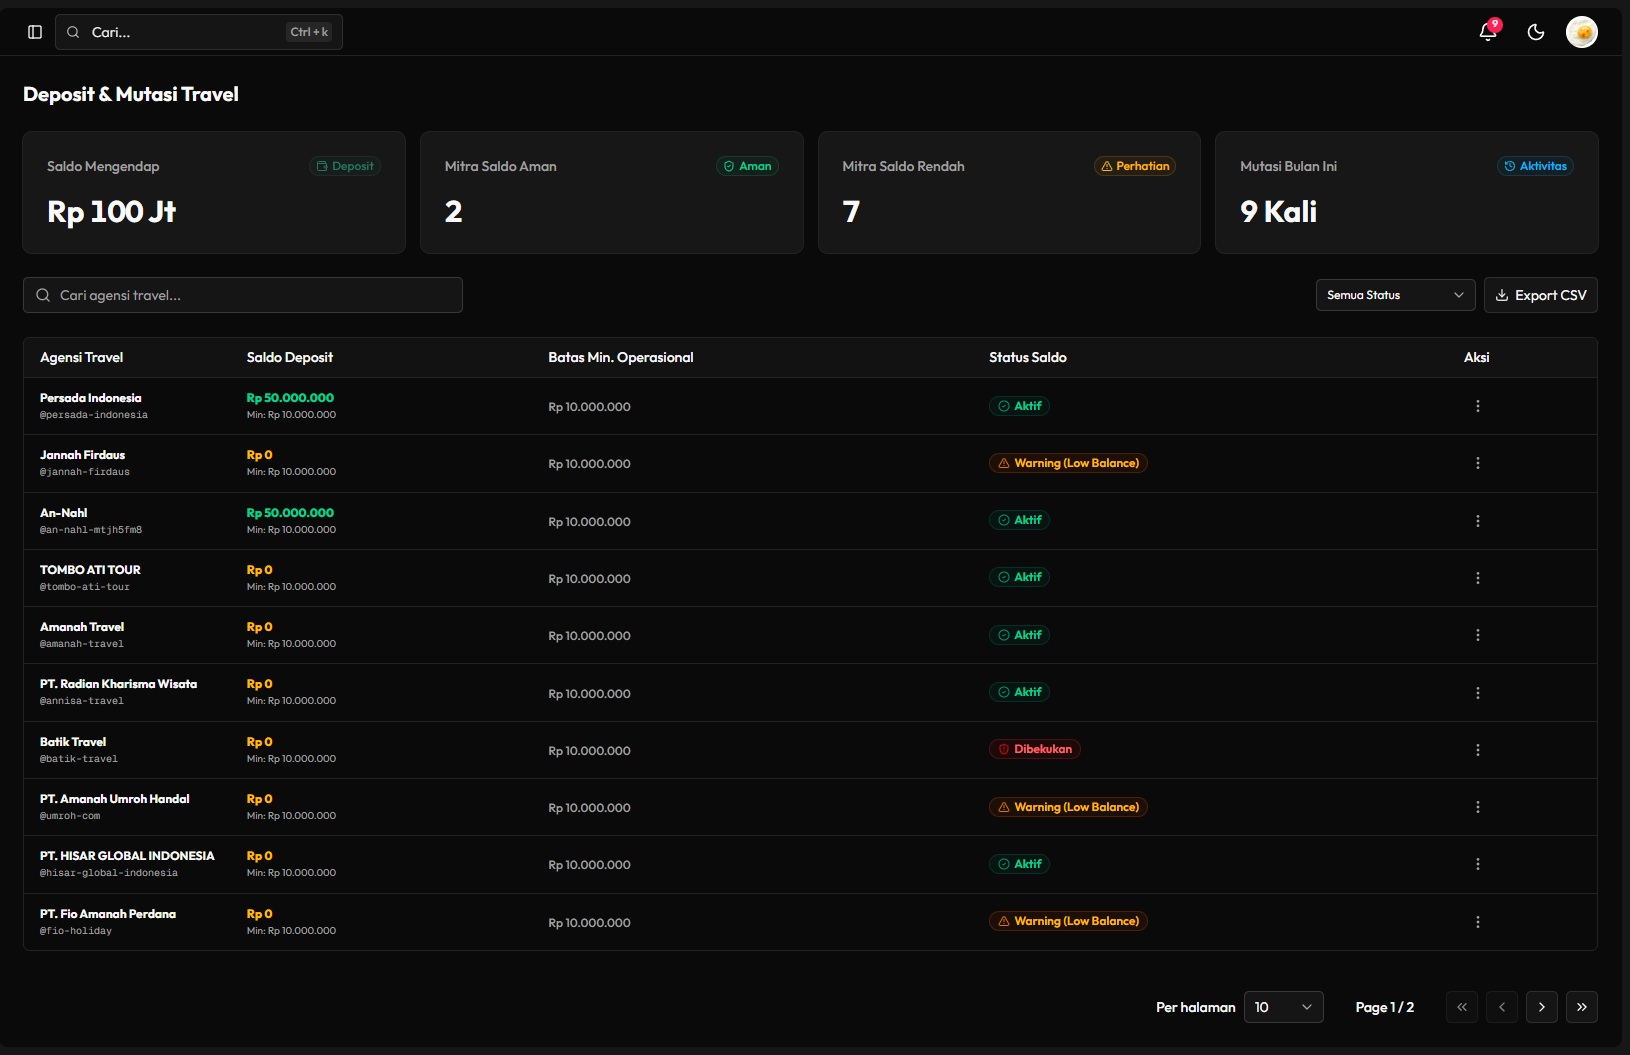 Cari...
Ctrl + k
9
Deposit & Mutasi Travel
Saldo Mengendap
Deposit
Rp 100 Jt
Mitra Saldo Aman
Aman
2
Mitra Saldo Rendah
Perhatian
7
Mutasi Bulan Ini
Aktivitas
9 Kali
Cari agensi travel...
Semua Status
Export CSV
Agensi Travel Saldo Deposit Batas Min. Operasional Status Saldo Aksi
Persada Indonesia Rp 50.000.000 Rp 10.000.000 Aktif
@persada-indonesia Min: Rp 10.000.000
Jannah Firdaus Rp 0 Rp 10.000.000 Warning (Low Balance)
@jannah-firdaus Min: Rp 10.000.000
An-Nahl Rp 50.000.000 Rp 10.000.000 Aktif
@an-nahl-mtjh5fm8 Min: Rp 10.000.000
TOMBO ATI TOUR Rp 0 Rp 10.000.000 Aktif
@tombo-ati-tour Min: Rp 10.000.000
Amanah Travel Rp 0 Rp 10.000.000 Aktif
@amanah-travel Min: Rp 10.000.000
PT. Radian Kharisma Wisata Rp 0 Rp 10.000.000 Aktif
@annisa-travel Min: Rp 10.000.000
Batik Travel Rp 0 Rp 10.000.000 Dibekukan
@batik-travel Min: Rp 10.000.000
PT. Amanah Umroh Handal Rp 0 Rp 10.000.000 Warning (Low Balance)
@umroh-com Min: Rp 10.000.000
PT. HISAR GLOBAL INDONESIA Rp 0 Rp 10.000.000 Aktif
@hisar-global-indonesia Min: Rp 10.000.000
PT. Fio Amanah Perdana Rp 0 Rp 10.000.000 Warning (Low Balance)
@fio-holiday Min: Rp 10.000.000
Per halaman 10 Page 1 / 2